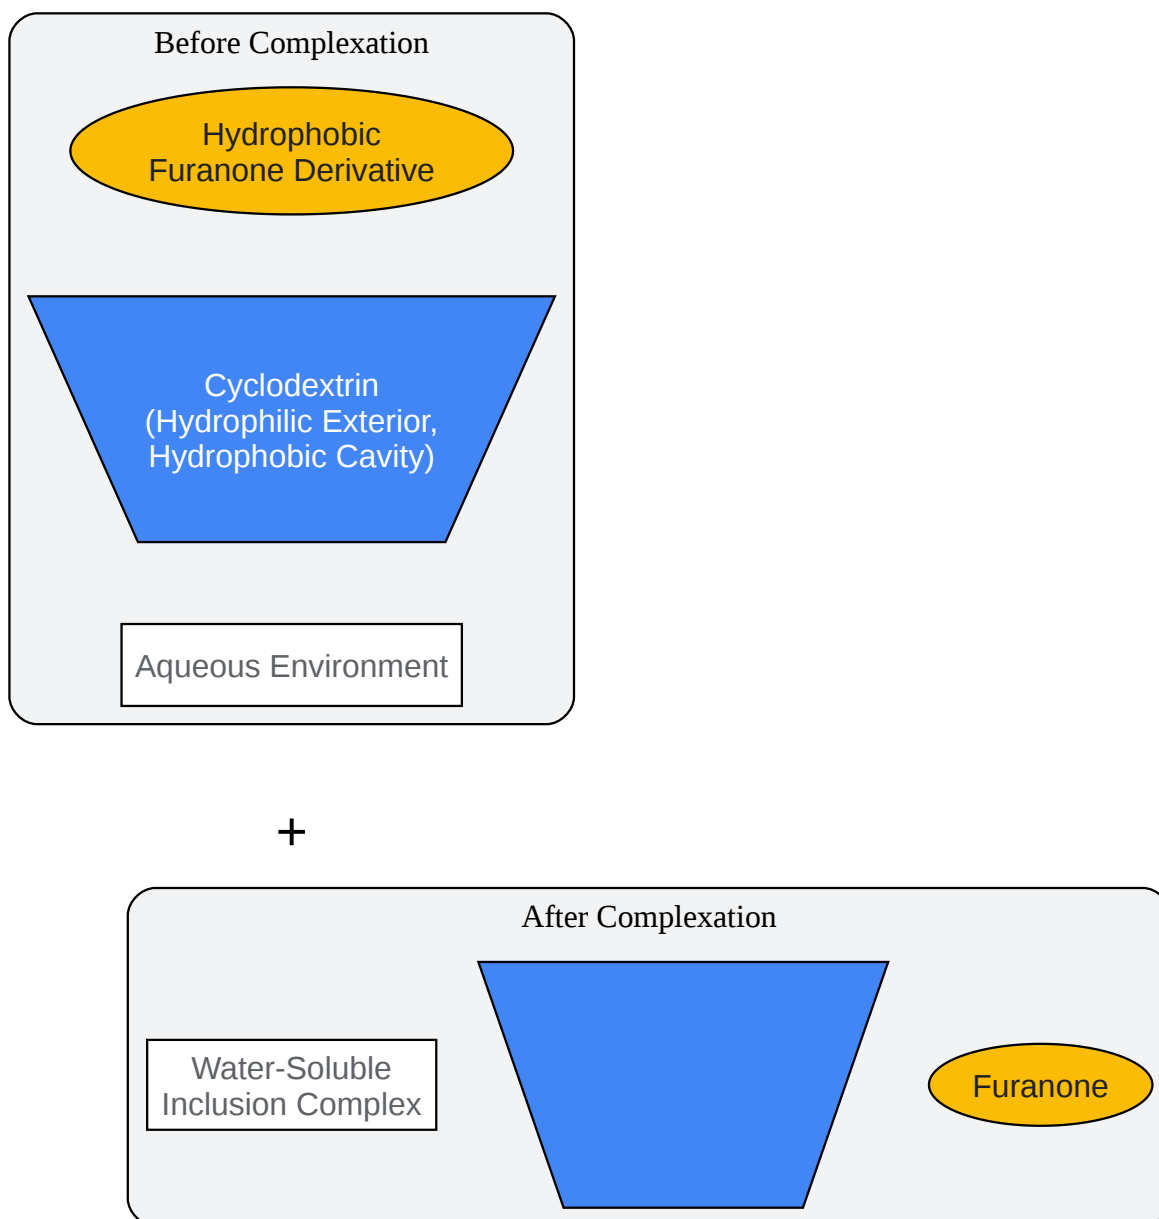 Before Complexation
Hydrophobic
Furanone Derivative
Cyclodextrin
(Hydrophilic Exterior,
Hydrophobic Cavity)
Aqueous Environment
+
After Complexation
Water-Soluble
Inclusion Complex
Furanone